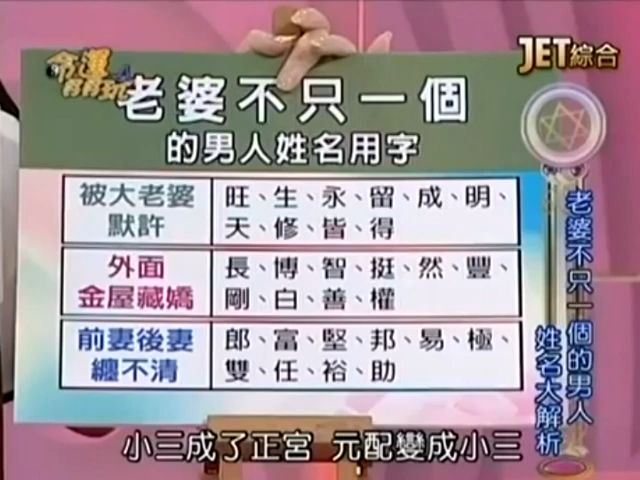 命運好好玩
JET綜合
老婆不只一個
的男人姓名用字
被大老婆
默許
旺、生、永、留、成、明、
天、修、皆、得
外面
金屋藏嬌
長、博、智、挺、然、豐、
剛、白、善、權
前妻後妻
纏不清
郎、富、堅、邦、易、極、
雙、任、裕、助
老婆不只一個的男人
姓名大解析
小三成了正宮 元配變成小三